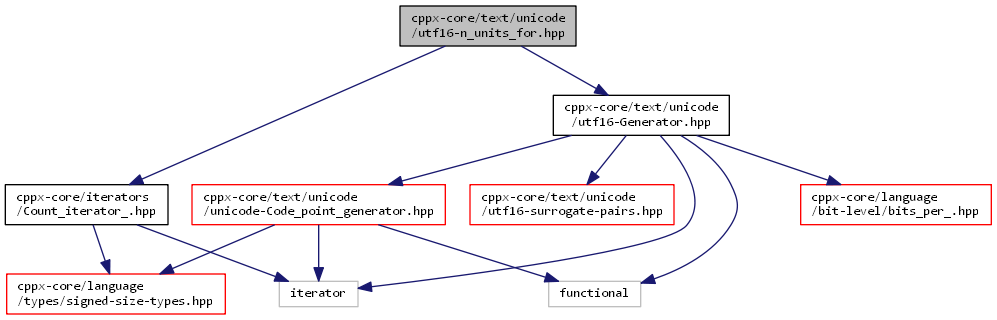 cppx-core/text/unicode
/utf16-n_units_for.hpp
cppx-core/text/unicode
/utf16-Generator.hpp
cppx-core/iterators
/Count_iterator_.hpp
cppx-core/text/unicode
/unicode-Code_point_generator.hpp
cppx-core/text/unicode
/utf16-surrogate-pairs.hpp
cppx-core/language
/bit-level/bits_per_.hpp
cppx-core/language
/types/signed-size-types.hpp
iterator
functional